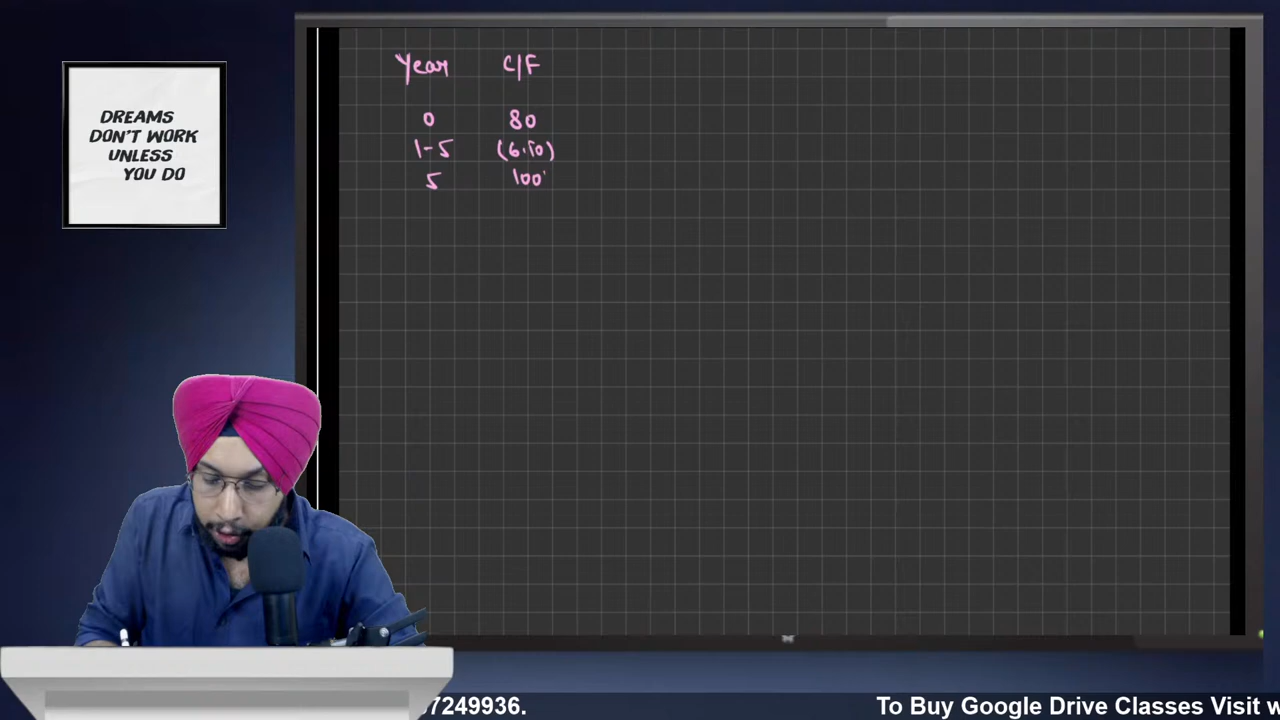 DREAMS
DON'T WORK
UNLESS
YOU DO
Year C/F
0 80
1-5 (6.50)
5 100
7249936.
To Buy Google Drive Classes Visit w